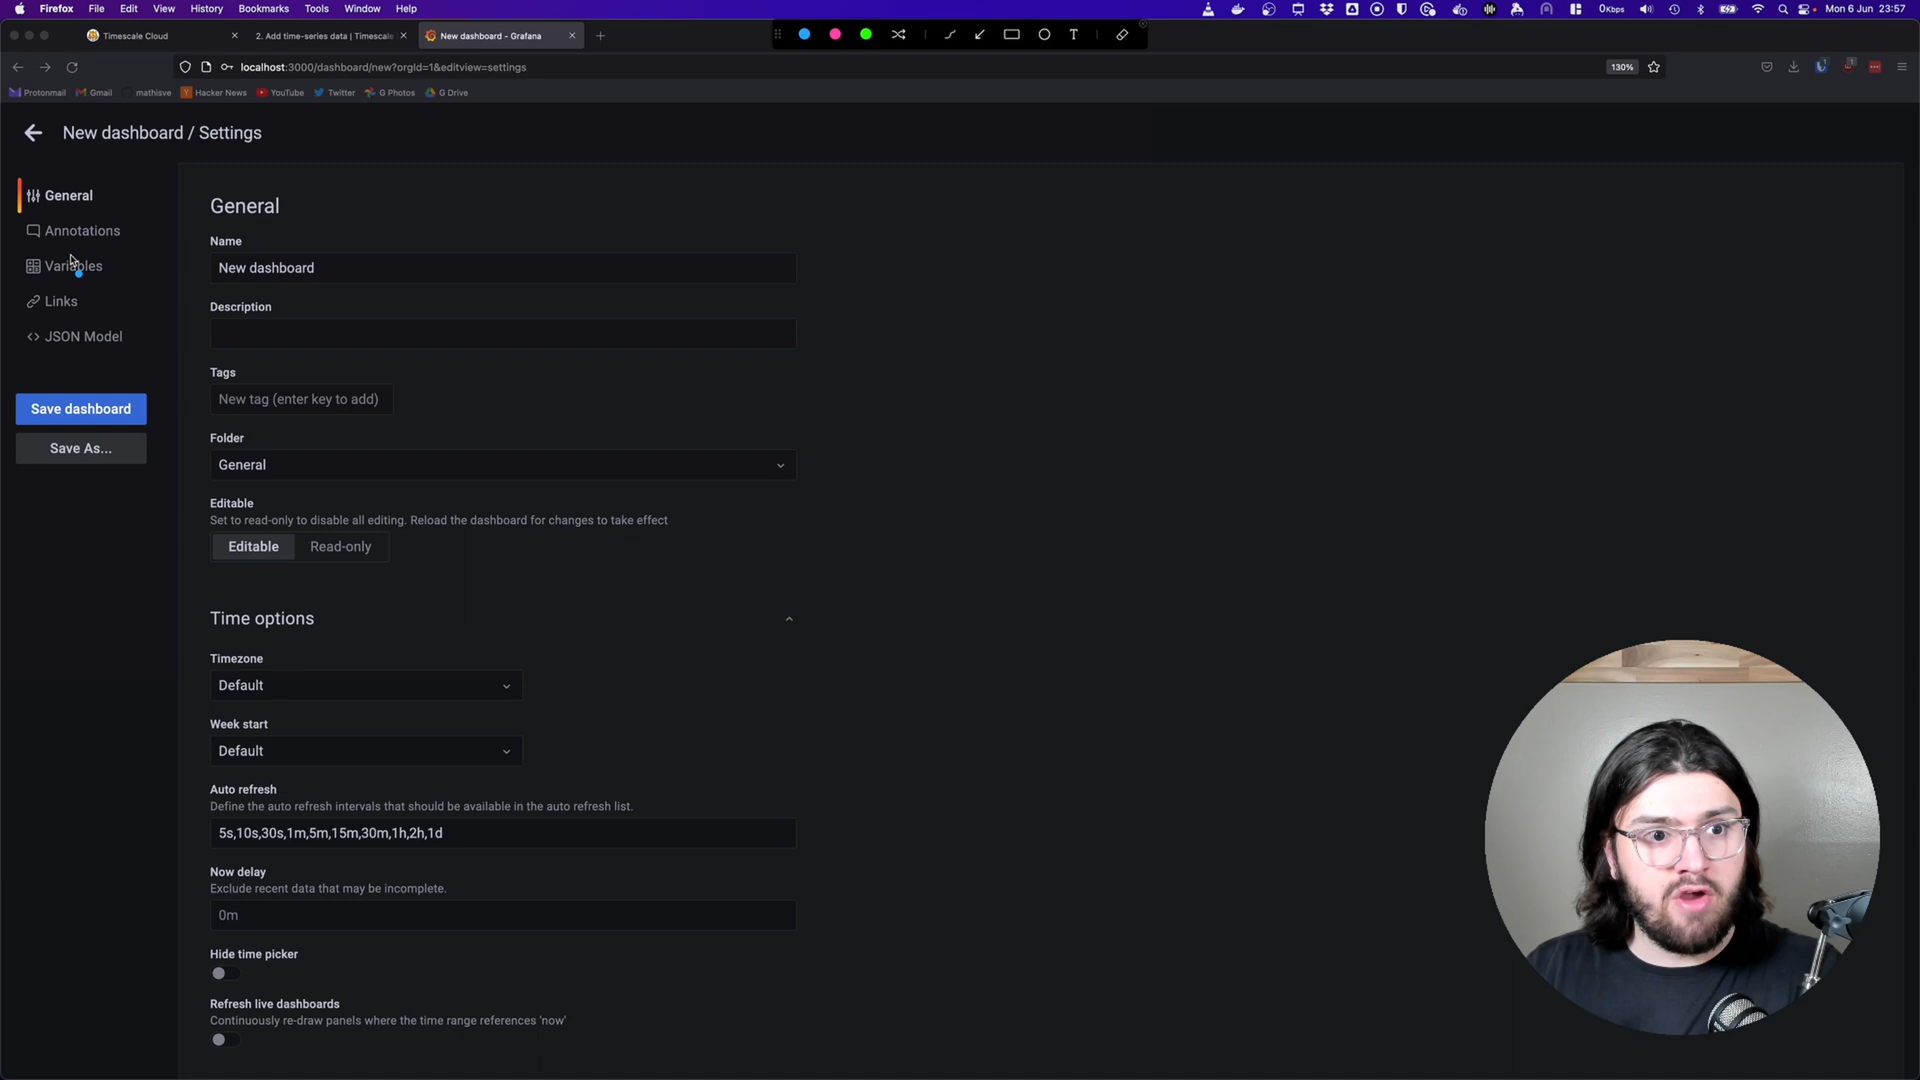 Firefox File Edit View History Bookmarks Tools Window Help 0Kbps Mon 6 Jun 23:57
Timescale Cloud 2. Add time-series data | Timescale New dashboard - Grafana
T
localhost:3000/dashboard/new?orgId=1&editview=settings 130%
Protonmail Gmail mathisve Hacker News YouTube Twitter G Photos G Drive
New dashboard / Settings
General
Annotations
Variables
Links
JSON Model
Save dashboard
Save As...
General
Name
New dashboard
Description
Tags
New tag (enter key to add)
Folder
General
Editable
Set to read-only to disable all editing. Reload the dashboard for changes to take effect
Editable Read-only
Time options
Timezone
Default
Week start
Default
Auto refresh
Define the auto refresh intervals that should be available in the auto refresh list.
5s,10s,30s,1m,5m,15m,30m,1h,2h,1d
Now delay
Exclude recent data that may be incomplete.
0m
Hide time picker
Refresh live dashboards
Continuously re-draw panels where the time range references 'now'